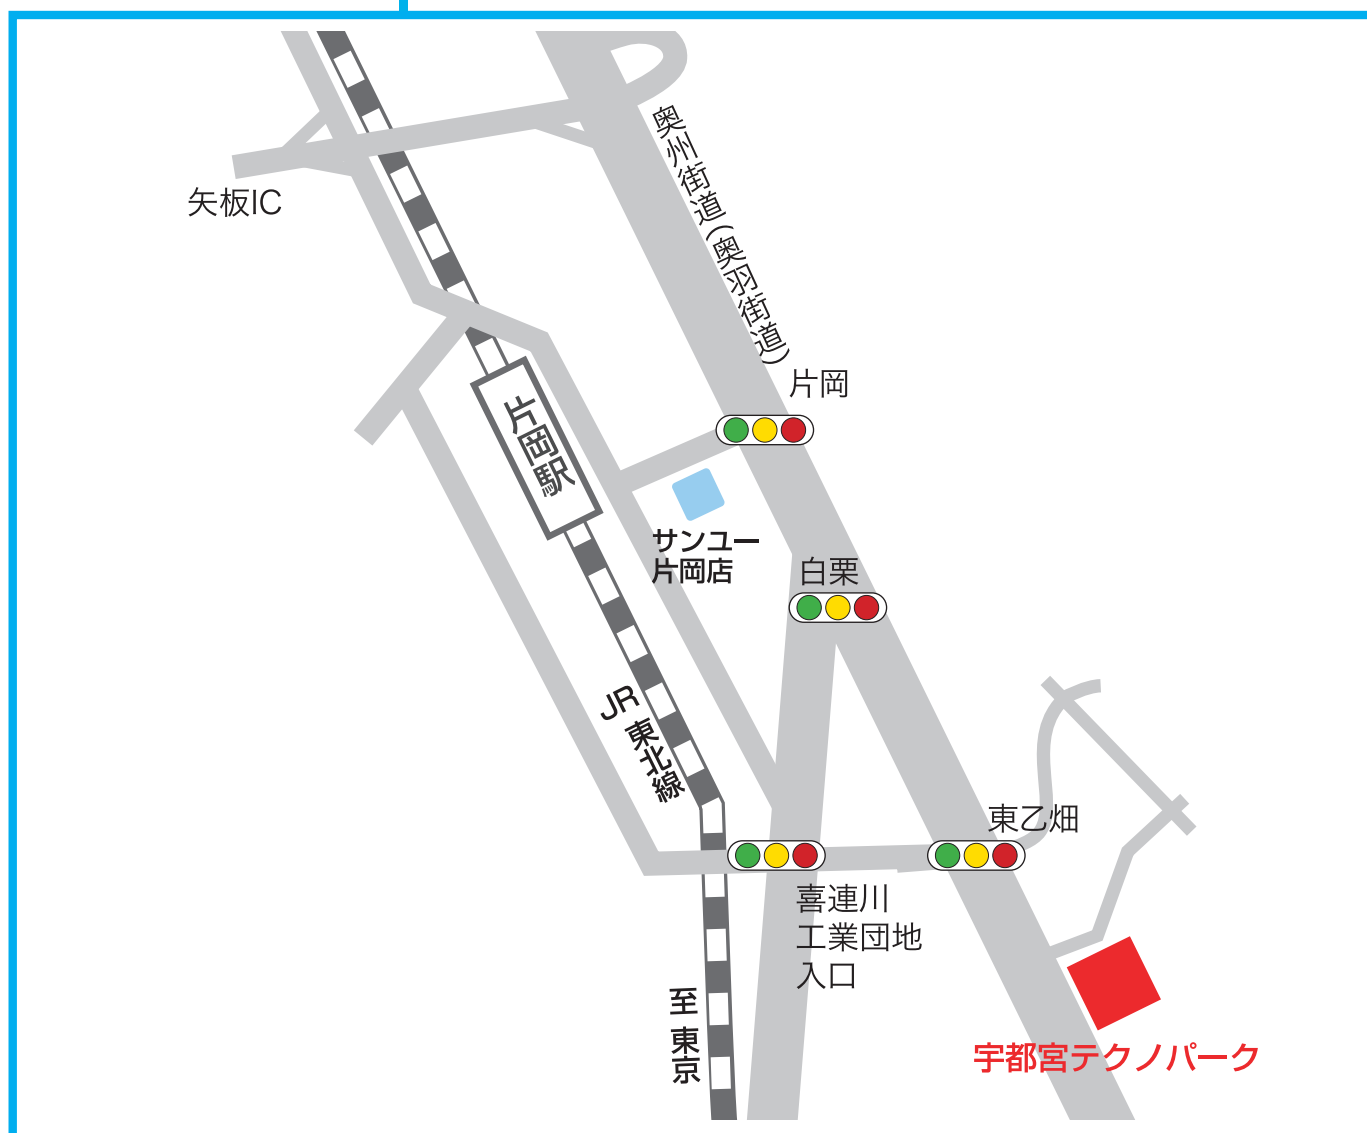 矢板IC
奥州街道(奥羽街道)
片岡
片岡駅
サンユー
片岡店
白栗
JR 東北線
東乙畑
喜連川
工業団地
入口
至 東京
宇都宮テクノパーク